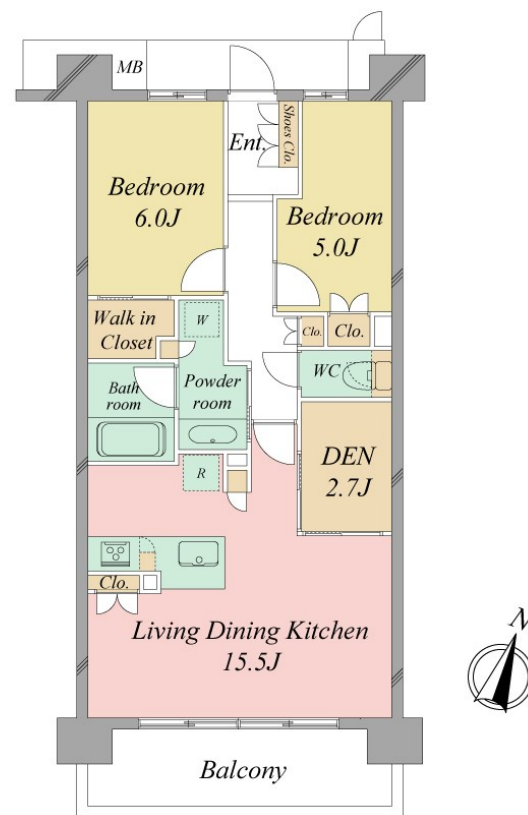 MB
Ent.
Shoes Clo.
Bedroom
6.0J
Bedroom
5.0J
Walk in
Closet
W
Clo.
Clo.
WC
Bath
room
Powder
room
DEN
2.7J
R
Clo.
Living Dining Kitchen
15.5J
N
Balcony